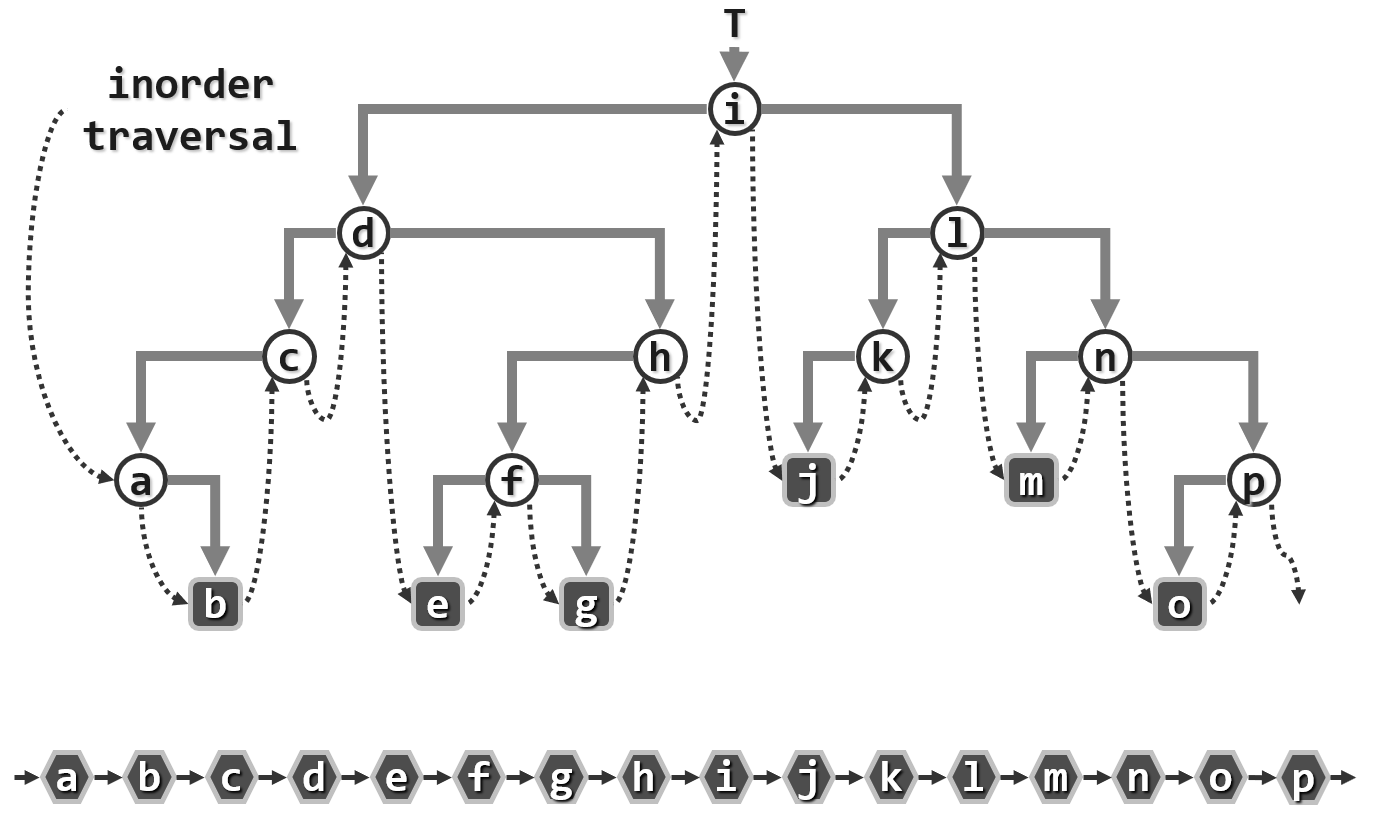 T
inorder
traversal
i
d l
c h k n
a f j m p
b e g o
a b c d e f g h i j k l m n o p